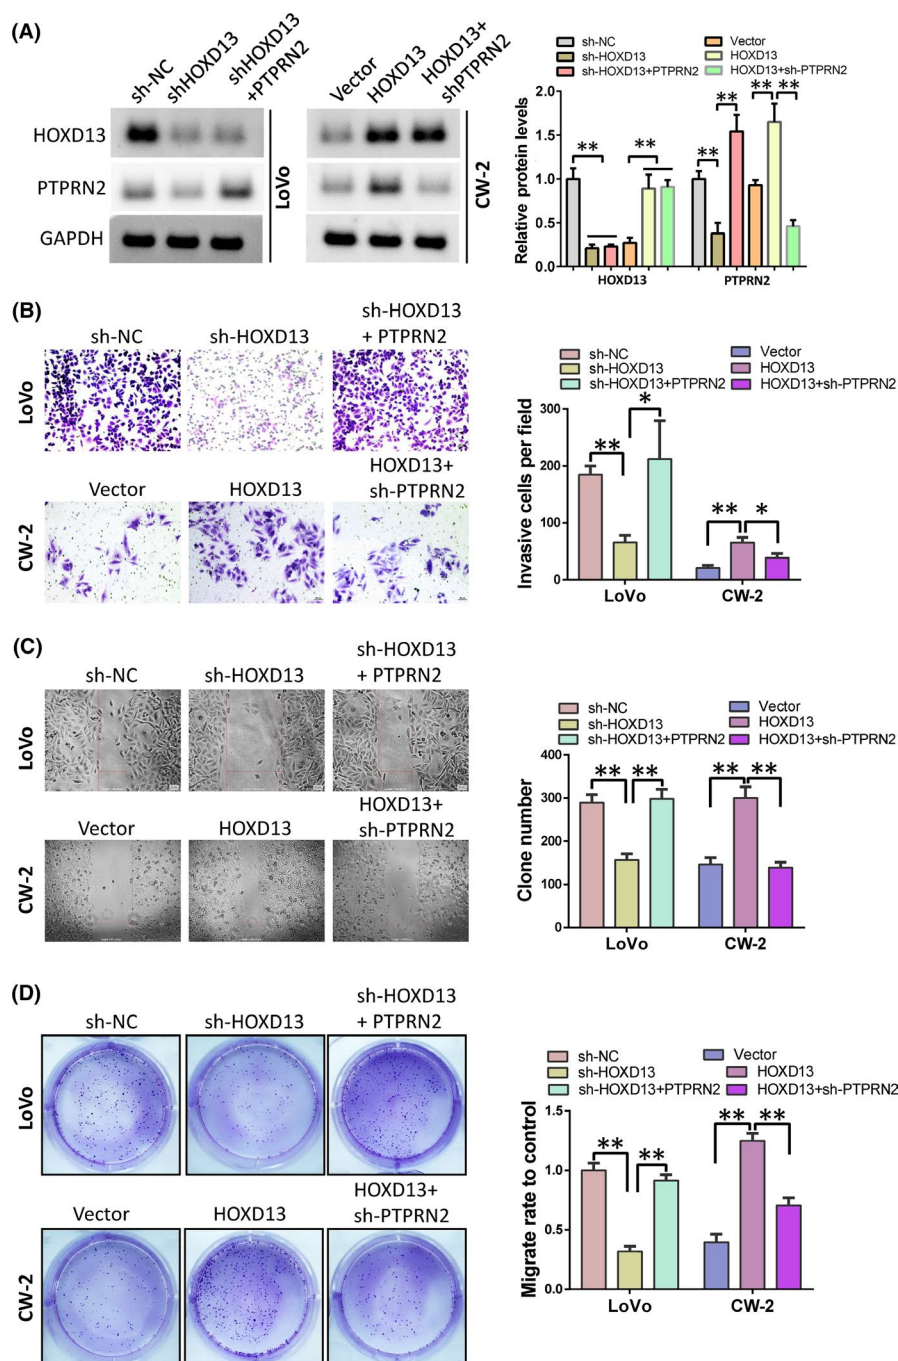 (A)
sh-NC
shHOXD13
shHOXD13
+PTPRN2
Vector
HOXD13
HOXD13+
shPTPRN2
HOXD13
PTPRN2
GAPDH
LoVo
CW-2
sh-NC
sh-HOXD13
sh-HOXD13+PTPRN2
Vector
HOXD13
HOXD13+sh-PTPRN2
Relative protein levels
2.0
1.5
1.0
0.5
0.0
** ** ** ** ** **
HOXD13 PTPRN2
(B)
sh-NC sh-HOXD13 sh-HOXD13
+ PTPRN2
LoVo
Vector HOXD13 HOXD13+
sh-PTPRN2
CW-2
sh-NC
sh-HOXD13
sh-HOXD13+PTPRN2
Vector
HOXD13
HOXD13+sh-PTPRN2
Invasive cells per field
300
200
100
0
** * ** *
LoVo CW-2
(C)
sh-NC sh-HOXD13 sh-HOXD13
+ PTPRN2
LoVo
Vector HOXD13 HOXD13+
sh-PTPRN2
CW-2
sh-NC
sh-HOXD13
sh-HOXD13+PTPRN2
Vector
HOXD13
HOXD13+sh-PTPRN2
Clone number
400
300
200
100
0
** ** ** **
LoVo CW-2
(D)
sh-NC sh-HOXD13 sh-HOXD13
+ PTPRN2
LoVo
Vector HOXD13 HOXD13+
sh-PTPRN2
CW-2
sh-NC
sh-HOXD13
sh-HOXD13+PTPRN2
Vector
HOXD13
HOXD13+sh-PTPRN2
Migrate rate to control
1.5
1.0
0.5
0.0
** ** ** **
LoVo CW-2